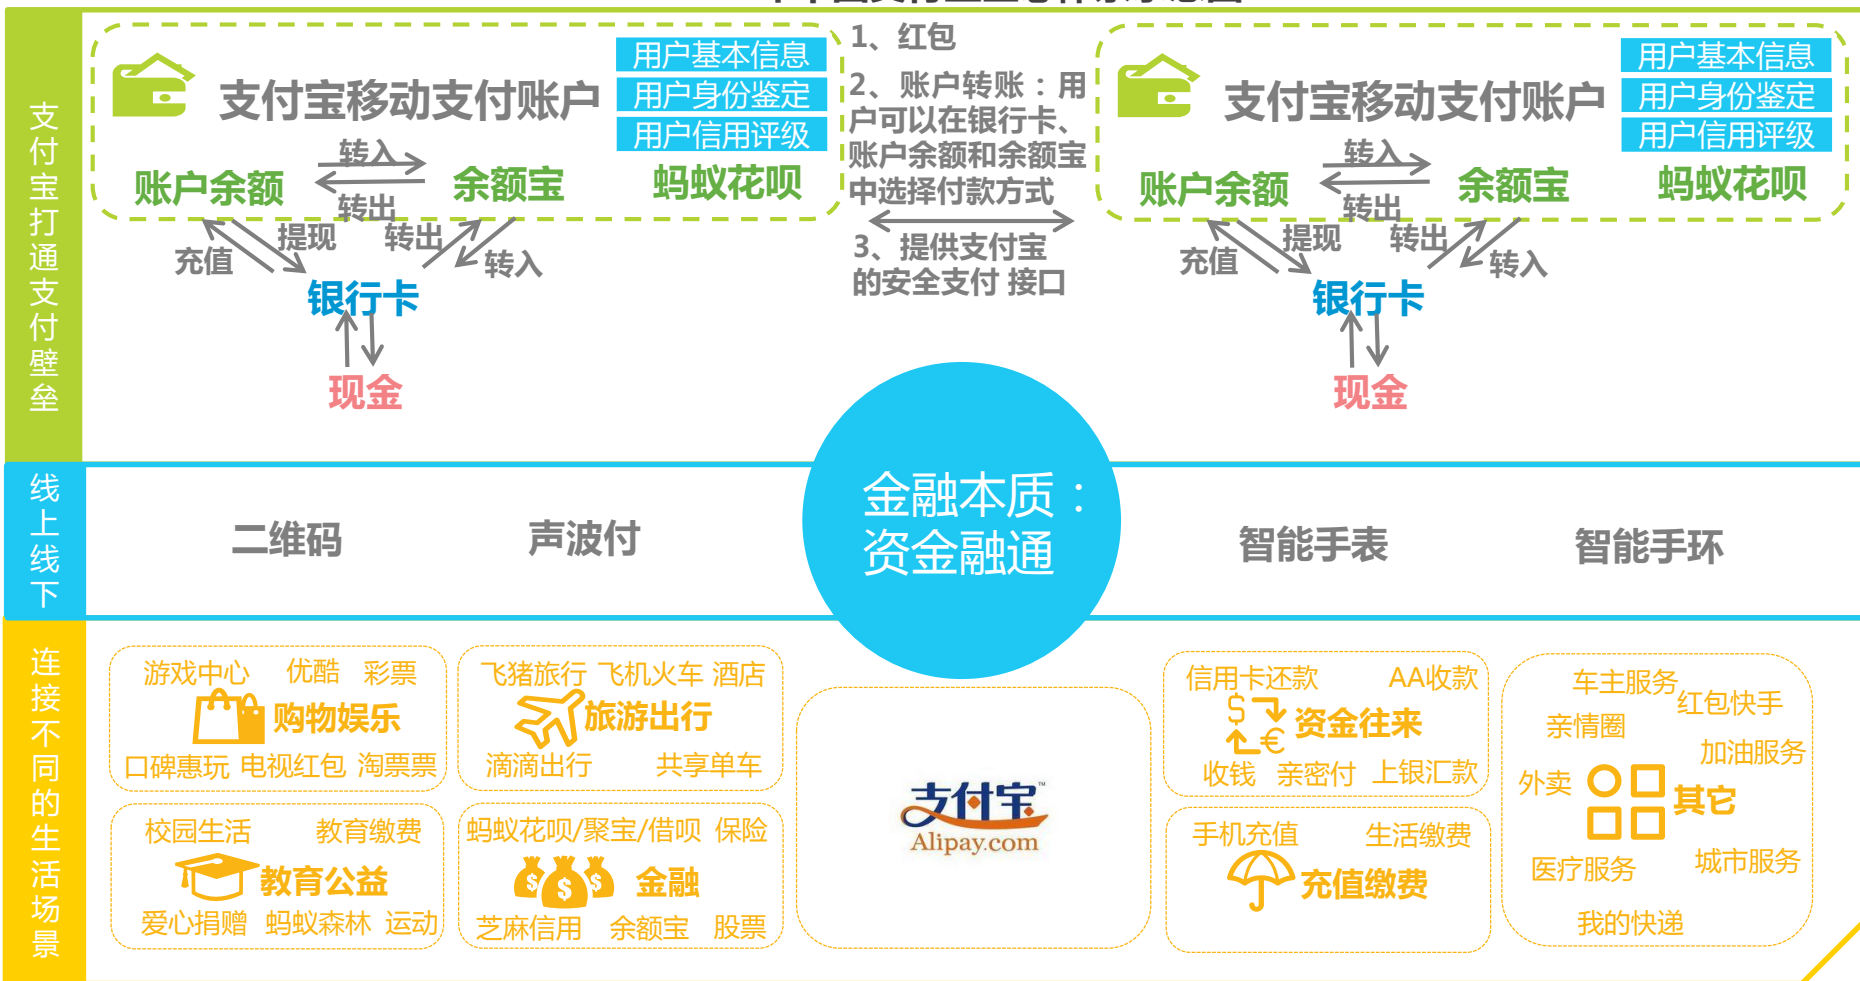 支付宝打通支付壁垒
支付宝移动支付账户
用户基本信息
用户身份鉴定
用户信用评级
账户余额
转入
转出
余额宝
蚂蚁花呗
充值
提现
转出
转入
银行卡
现金
1、红包
2、账户转账：用
户可以在银行卡、
账户余额和余额宝
中选择付款方式
3、提供支付宝
的安全支付 接口
支付宝移动支付账户
用户基本信息
用户身份鉴定
用户信用评级
账户余额
转入
转出
余额宝
蚂蚁花呗
充值
提现
转出
转入
银行卡
现金
线上线下
二维码
声波付
金融本质：
资金融通
智能手表
智能手环
连接不同的生活场景
游戏中心 优酷 彩票
购物娱乐
口碑惠玩 电视红包 淘票票
飞猪旅行 飞机火车 酒店
旅游出行
滴滴出行 共享单车
校园生活 教育缴费
教育公益
爱心捐赠 蚂蚁森林 运动
蚂蚁花呗/聚宝/借呗 保险
金融
芝麻信用 余额宝 股票
支付宝
Alipay.com
信用卡还款 AA收款
资金往来
收钱 亲密付 上银汇款
手机充值 生活缴费
充值缴费
车主服务
红包快手
亲情圈
加油服务
外卖
其它
医疗服务
城市服务
我的快递